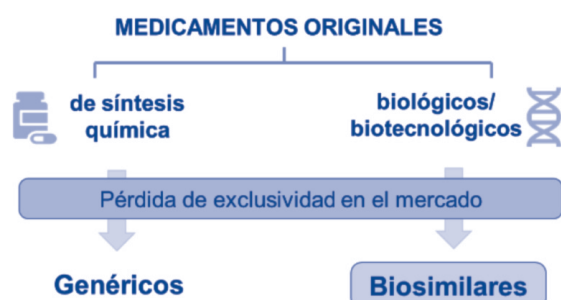 MEDICAMENTOS ORIGINALES
de síntesis
química
biológicos/
biotecnológicos
Pérdida de exclusividad en el mercado
Genéricos
Biosimilares